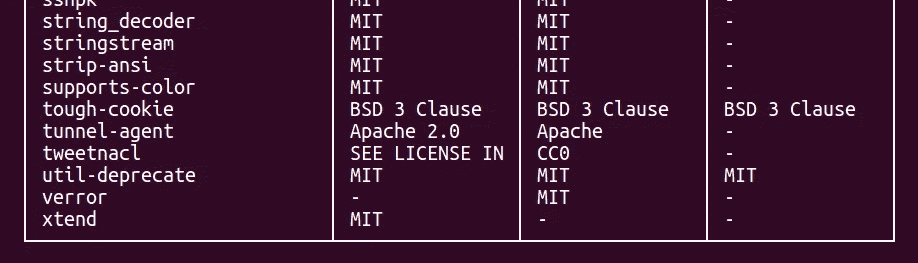 sshpk MIT MIT -
string_decoder MIT MIT -
stringstream MIT MIT -
strip-ansi MIT MIT -
supports-color MIT MIT -
tough-cookie BSD 3 Clause BSD 3 Clause BSD 3 Clause
tunnel-agent Apache 2.0 Apache -
tweetnacl SEE LICENSE IN CC0 -
util-deprecate MIT MIT MIT
verror - MIT -
xtend MIT - -